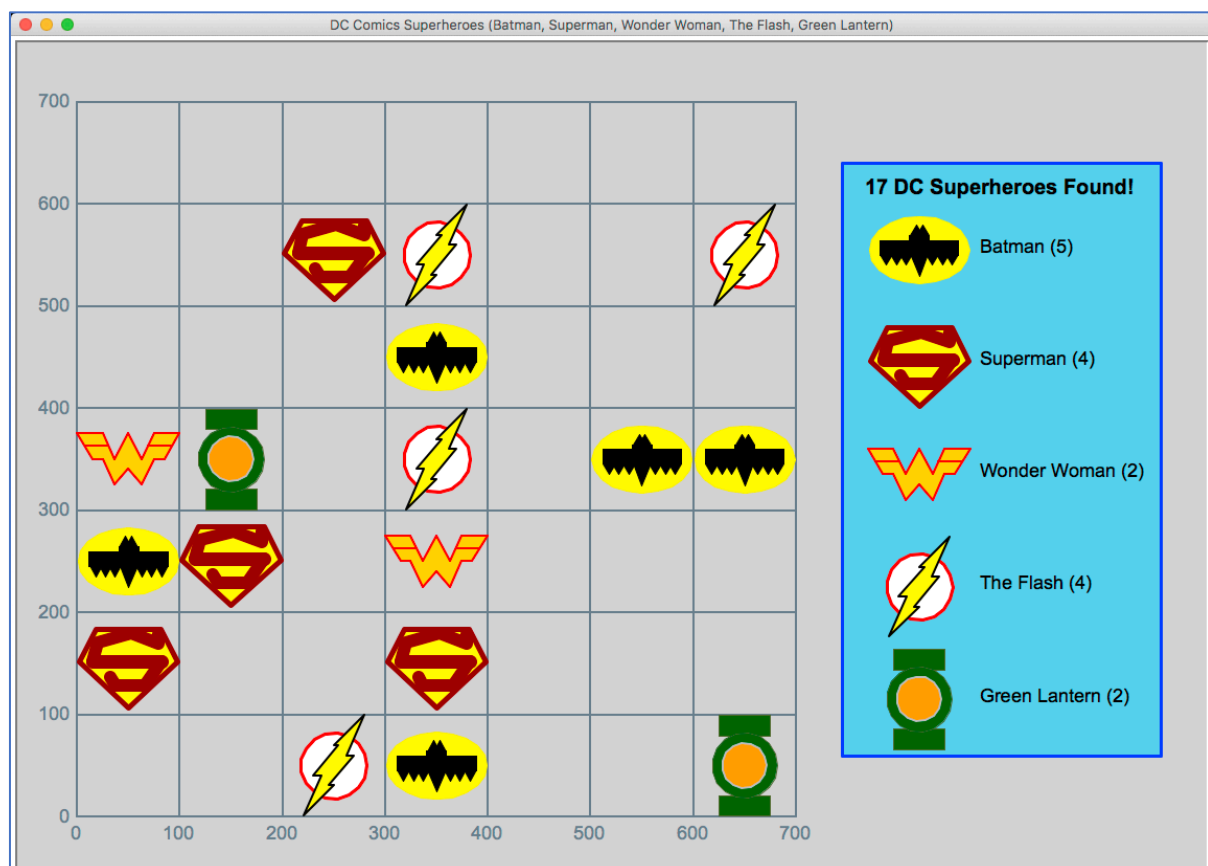 DC Comics Superheroes (Batman, Superman, Wonder Woman, The Flash, Green Lantern)
700
600
500
400
300
200
100
0
0 100 200 300 400 500 600 700
17 DC Superheroes Found!
Batman (5)
Superman (4)
Wonder Woman (2)
The Flash (4)
Green Lantern (2)